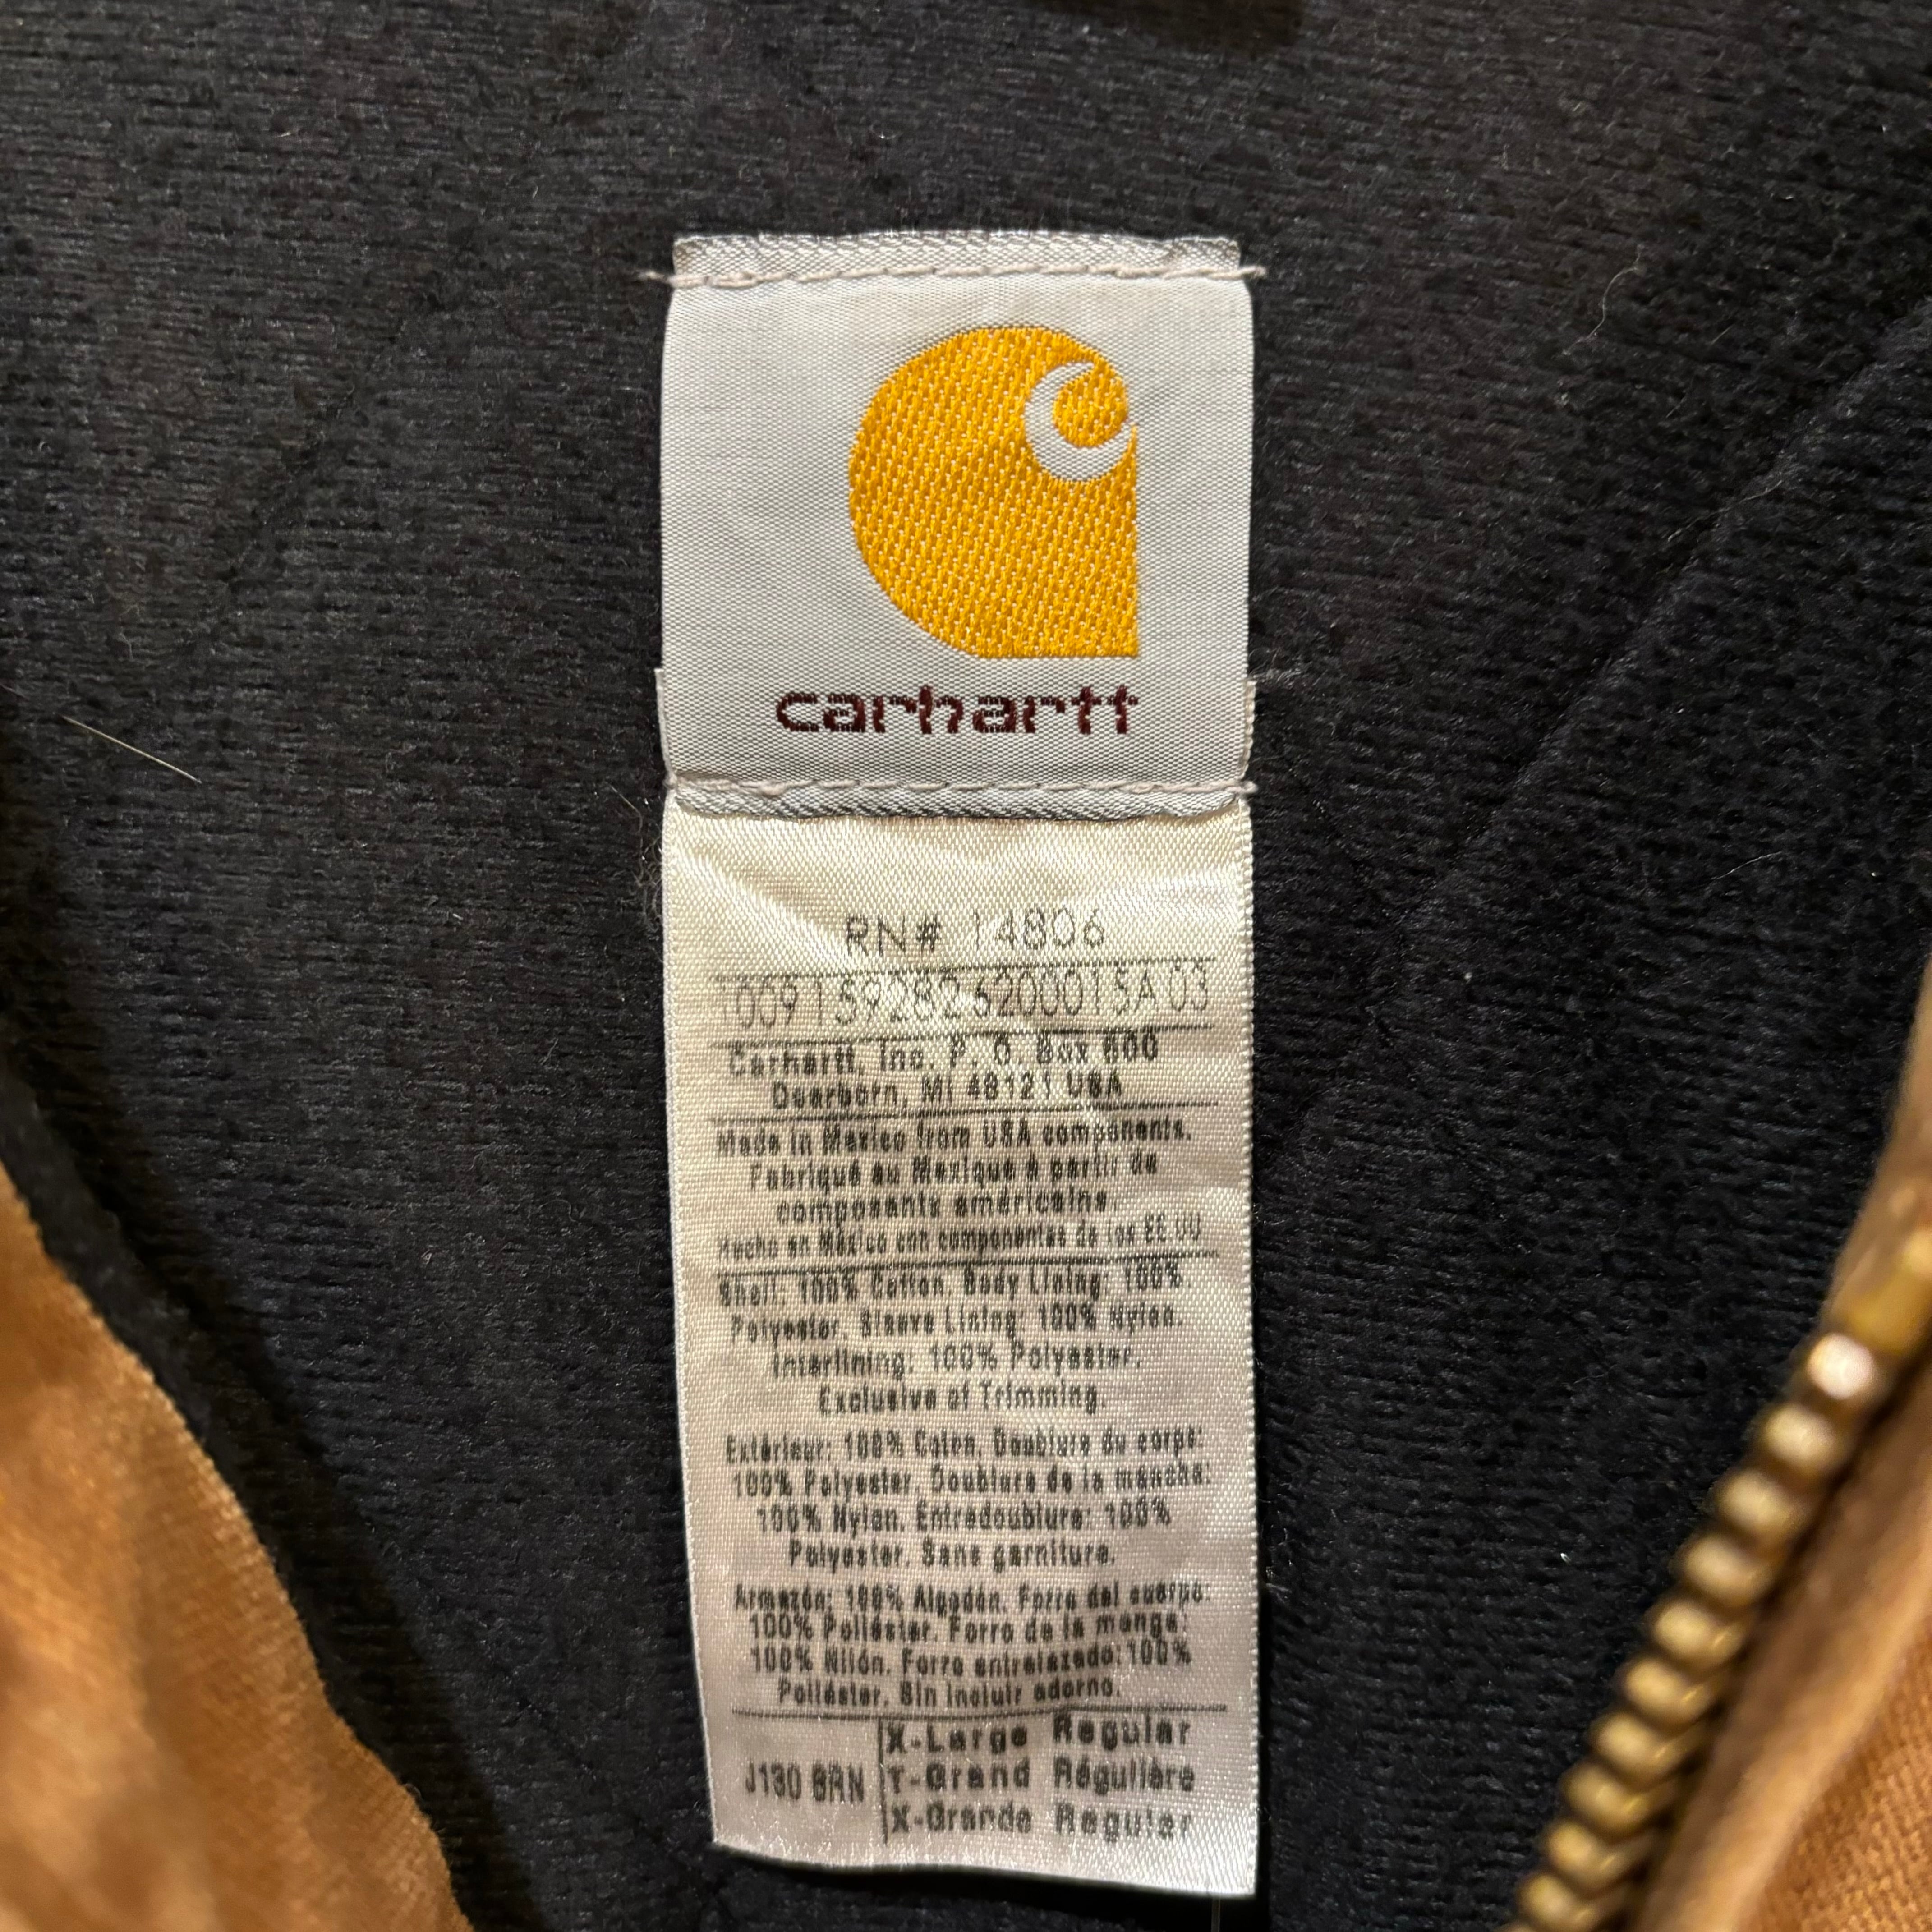 carhartt
RN# 14806
10091592826200015A 03
Carhartt, Inc. P. O. Box 600
Dearborn, MI 48121 USA
Made in Mexico from USA components.
Fabriqué au Mexique à partir de
composants américains.
Hecho en México con componentes de los EE UU
Shell: 100% Cotton. Body Lining: 100%
Polyester. Sleeve Lining: 100% Nylon.
Interlining: 100% Polyester.
Exclusive of Trimming
Extérieur: 100% Coton. Doublure du corps:
100% Polyester. Doublure de la manche:
100% Nylon. Entredoublure: 100%
Polyester. Sans garniture.
Armazón: 100% Algodón. Forro del cuerpo:
100% Poliéster. Forro de la manga:
100% Nilón. Forro entrelazado: 100%
Poliéster. Sin incluir adorno.
J130 BRN
X-Large Regular
T-Grand Régulière
X-Grande Regular